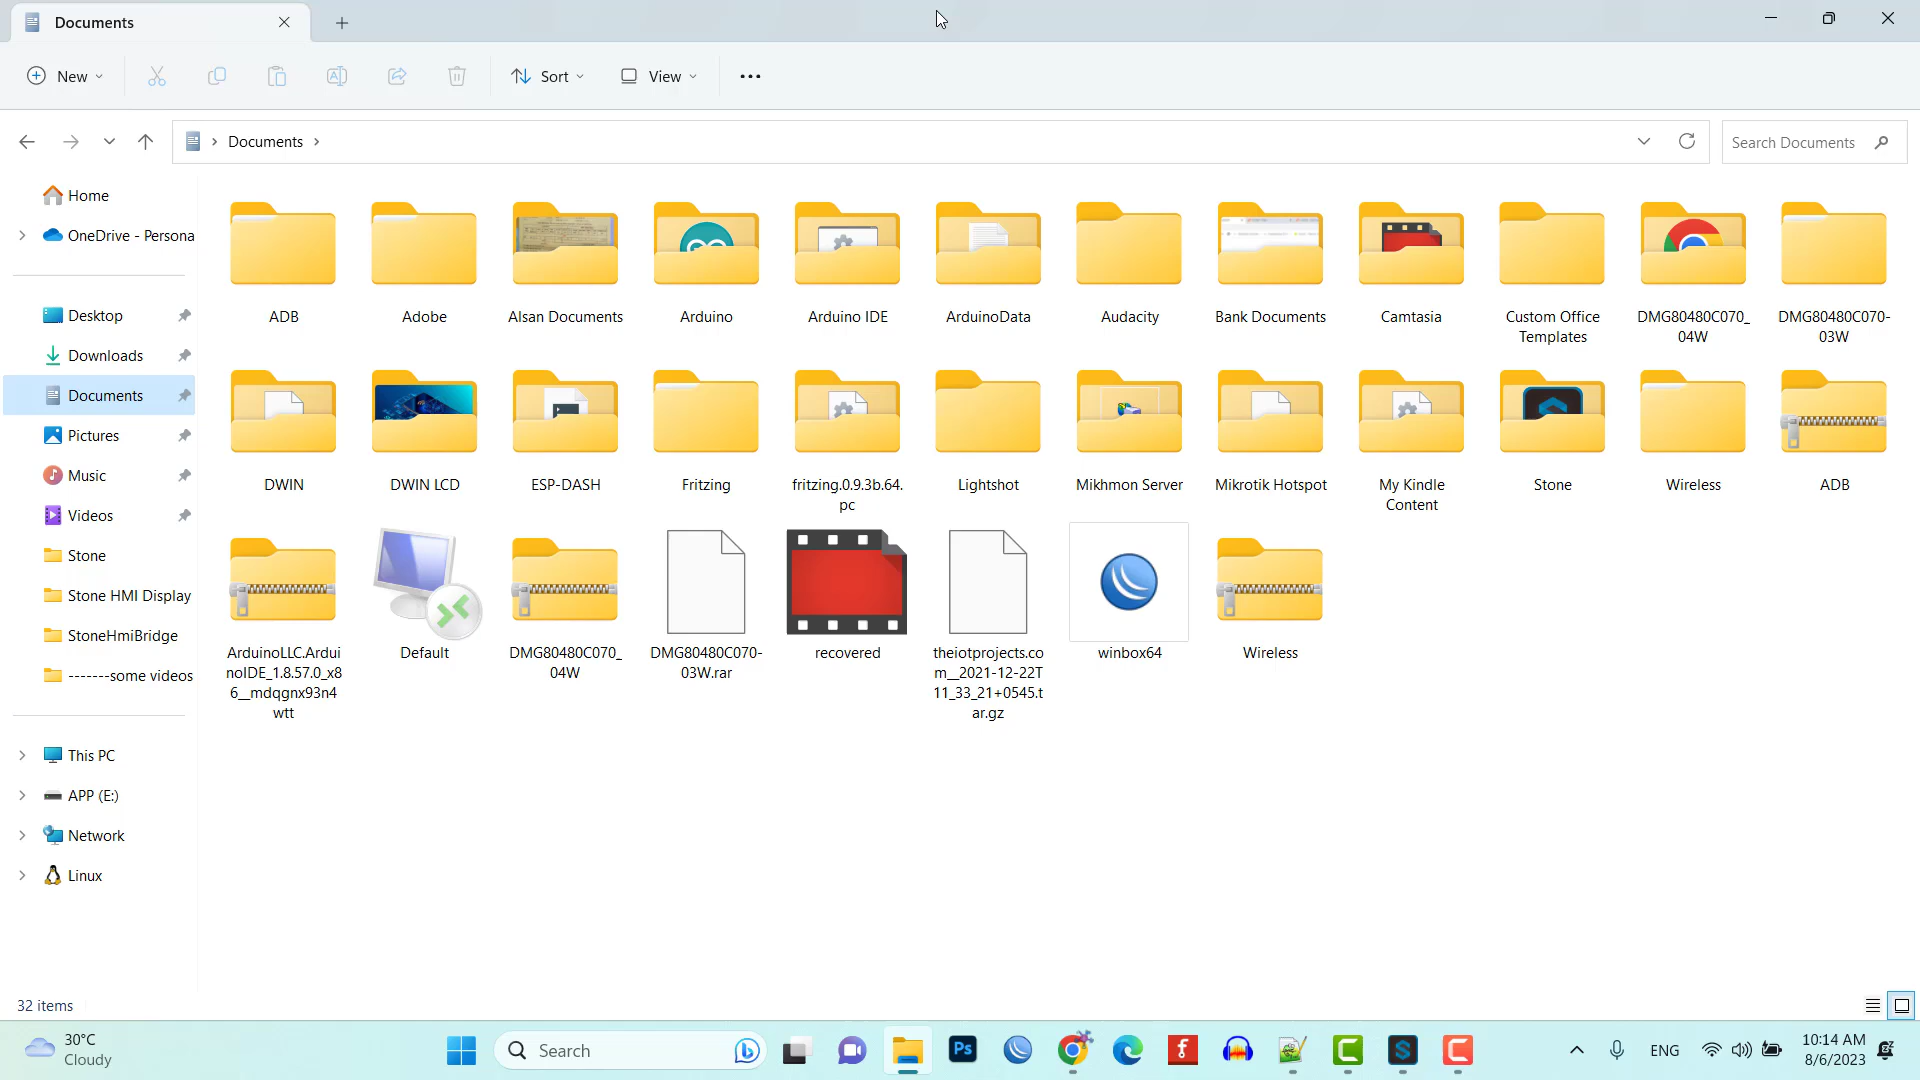 Documents
New
Sort
View
Documents
Search Documents
Home
OneDrive - Persona
Desktop
Downloads
Documents
Pictures
Music
Videos
Stone
Stone HMI Display
StoneHmiBridge
-------some videos
This PC
APP (E:)
Network
Linux
ADB
Adobe
Alsan Documents
Arduino
Arduino IDE
ArduinoData
Audacity
Bank Documents
Camtasia
Custom Office
Templates
DMG80480C070_
04W
DMG80480C070-
03W
DWIN
DWIN LCD
ESP-DASH
Fritzing
fritzing.0.9.3b.64.
pc
Lightshot
Mikhmon Server
Mikrotik Hotspot
My Kindle
Content
Stone
Wireless
ADB
ArduinoLLC.Ardui
noIDE_1.8.57.0_x8
6__mdqgnx93n4
wtt
Default
DMG80480C070_
04W
DMG80480C070-
03W.rar
recovered
theiotprojects.co
m__2021-12-22T
11_33_21+0545.t
ar.gz
winbox64
Wireless
32 items
30°C
Cloudy
Search
Ps
ENG
10:14 AM
8/6/2023